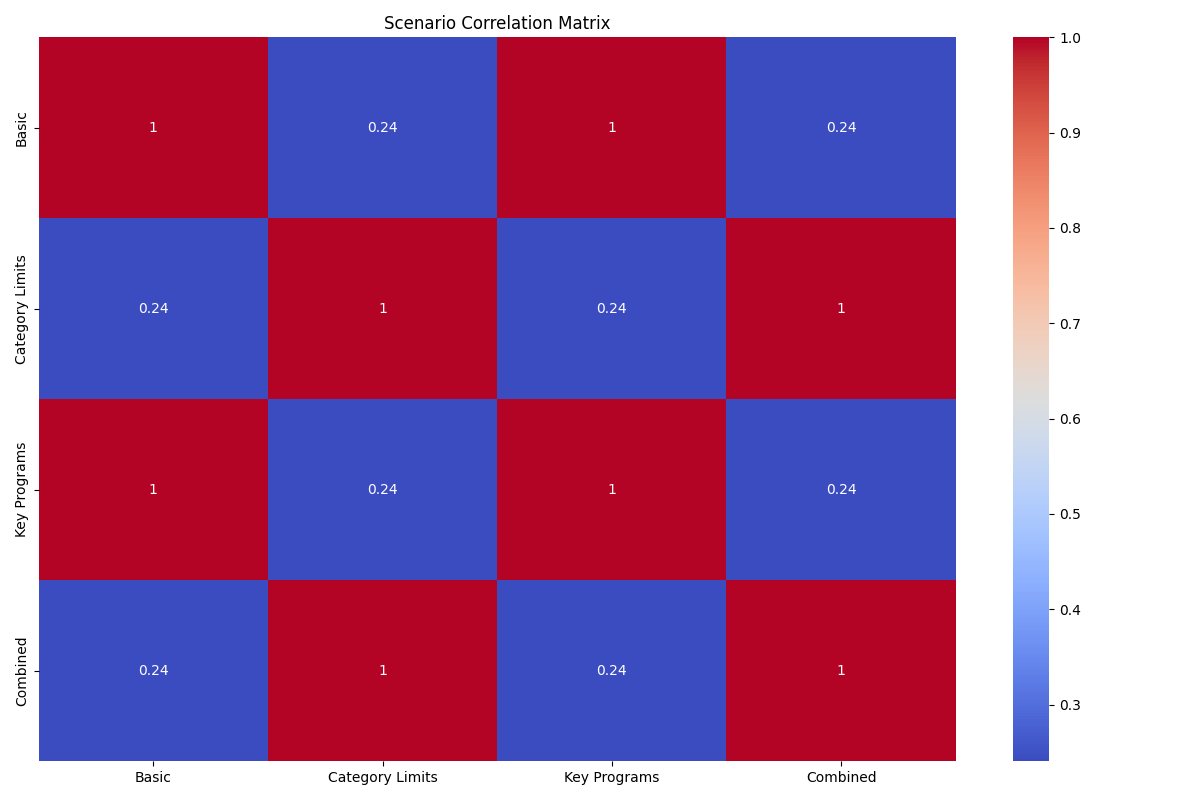 Scenario Correlation Matrix
Basic
1
0.24
1
0.24
Category Limits
0.24
1
0.24
1
Key Programs
1
0.24
1
0.24
Combined
0.24
1
0.24
1
Basic
Category Limits
Key Programs
Combined
1.0
0.9
0.8
0.7
0.6
0.5
0.4
0.3